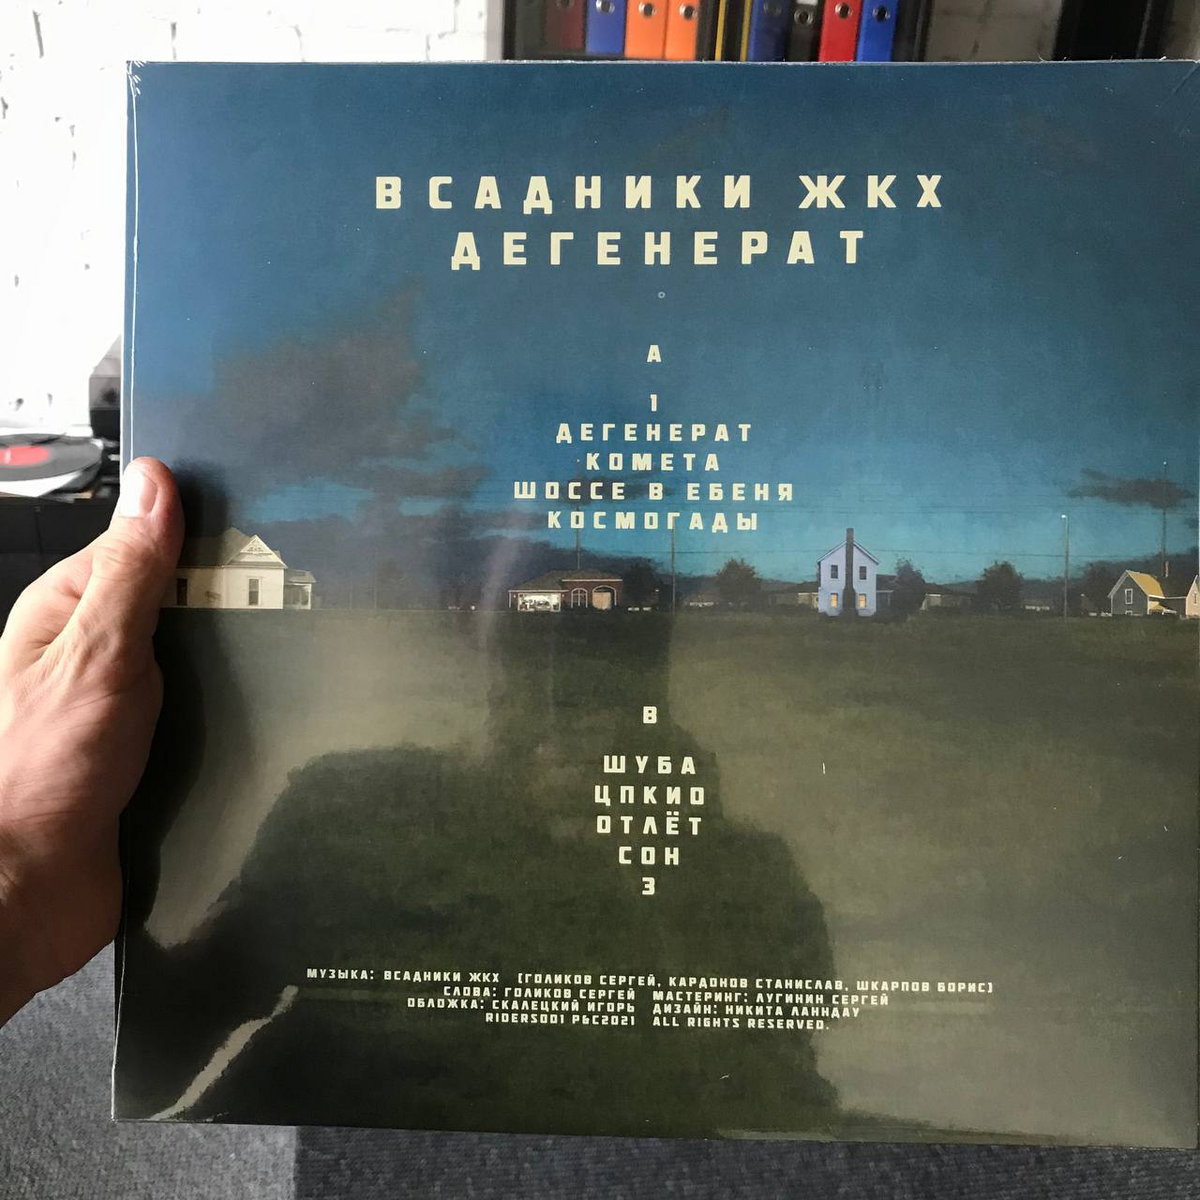 ВСАДНИКИ ЖКХ
ДЕГЕНЕРАТ
А
1
ДЕГЕНЕРАТ
КОМЕТА
ШОССЕ В ЕБЕНЯ
КОСМОГАДЫ
В
ШУБА
ЦПКИО
ОТЛЁТ
СОН
3
МУЗЫКА: ВСАДНИКИ ЖКХ [ГОЛИКОВ СЕРГЕЙ, КАРДОНОВ СТАНИСЛАВ, ШКАРПОВ БОРИС]
СЛОВА: ГОЛИКОВ СЕРГЕЙ МАСТЕРИНГ: ЛУГИНИН СЕРГЕЙ
ОБЛОЖКА: СКАЛЕЦКИЙ ИГОРЬ ДИЗАЙН: НИКИТА ЛАННДАУ
RIDERS001 P&C2021 ALL RIGHTS RESERVED.